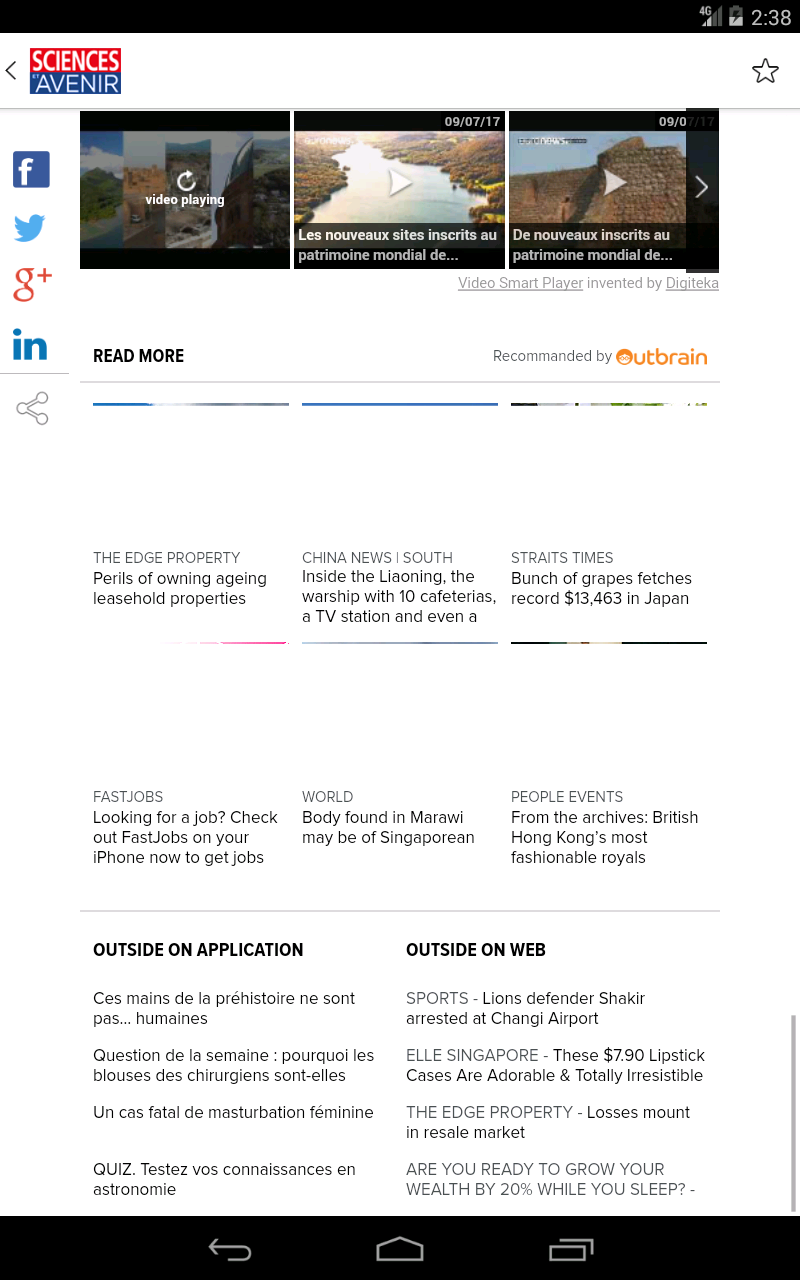 4G 2:38
SCIENCES
ET AVENIR
09/07/17
09/07/17
euronews.
euronews.
video playing
Les nouveaux sites inscrits au
patrimoine mondial de...
De nouveaux inscrits au
patrimoine mondial de...
Video Smart Player invented by Digiteka
READ MORE
Recommanded by Outbrain
THE EDGE PROPERTY
Perils of owning ageing
leasehold properties
CHINA NEWS | SOUTH
Inside the Liaoning, the
warship with 10 cafeterias,
a TV station and even a
STRAITS TIMES
Bunch of grapes fetches
record $13,463 in Japan
FASTJOBS
Looking for a job? Check
out FastJobs on your
iPhone now to get jobs
WORLD
Body found in Marawi
may be of Singaporean
PEOPLE EVENTS
From the archives: British
Hong Kong’s most
fashionable royals
OUTSIDE ON APPLICATION
Ces mains de la préhistoire ne sont
pas... humaines
Question de la semaine : pourquoi les
blouses des chirurgiens sont-elles
Un cas fatal de masturbation féminine
QUIZ. Testez vos connaissances en
astronomie
OUTSIDE ON WEB
SPORTS - Lions defender Shakir
arrested at Changi Airport
ELLE SINGAPORE - These $7.90 Lipstick
Cases Are Adorable & Totally Irresistible
THE EDGE PROPERTY - Losses mount
in resale market
ARE YOU READY TO GROW YOUR
WEALTH BY 20% WHILE YOU SLEEP? -